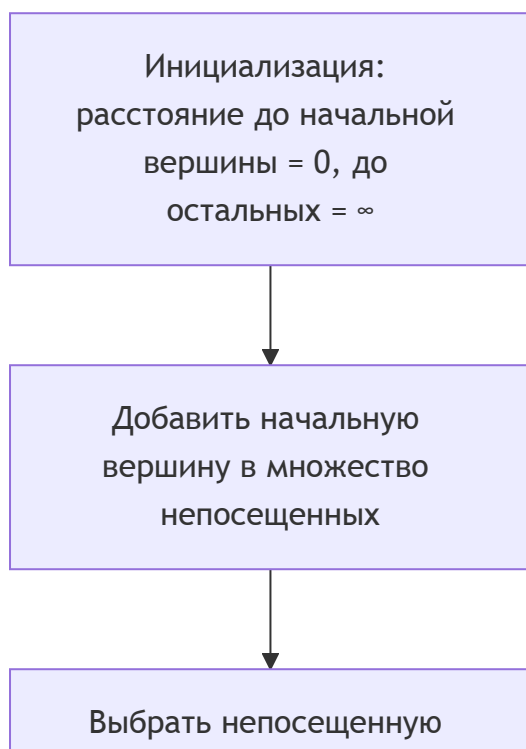 Инициализация:
расстояние до начальной
вершины = 0, до
остальных = ∞
Добавить начальную
вершину в множество
непосещенных
Выбрать непосещенную